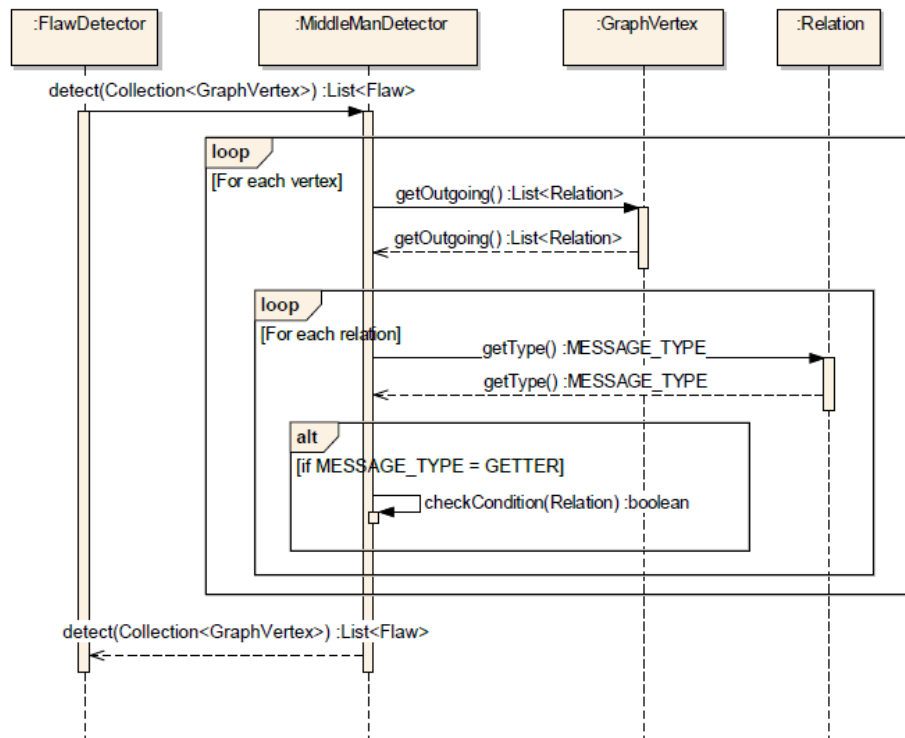 :FlawDetector
:MiddleManDetector
:GraphVertex
:Relation
detect(Collection<GraphVertex>) :List<Flaw>
loop
[For each vertex]
getOutgoing() :List<Relation>
getOutgoing() :List<Relation>
loop
[For each relation]
getType() :MESSAGE_TYPE
getType() :MESSAGE_TYPE
alt
[if MESSAGE_TYPE = GETTER]
checkCondition(Relation) :boolean
detect(Collection<GraphVertex>) :List<Flaw>